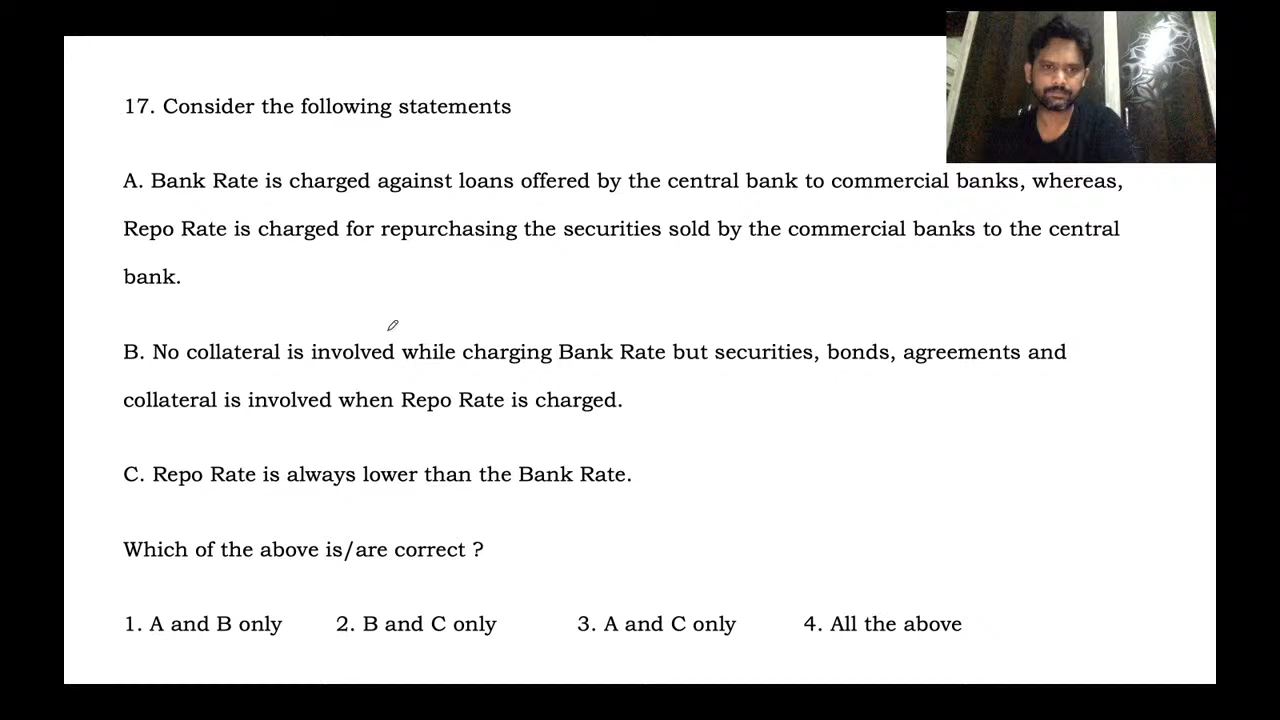 17. Consider the following statements
A. Bank Rate is charged against loans offered by the central bank to commercial banks, whereas,
Repo Rate is charged for repurchasing the securities sold by the commercial banks to the central
bank.
B. No collateral is involved while charging Bank Rate but securities, bonds, agreements and
collateral is involved when Repo Rate is charged.
C. Repo Rate is always lower than the Bank Rate.
Which of the above is/are correct ?
1. A and B only 2. B and C only 3. A and C only 4. All the above